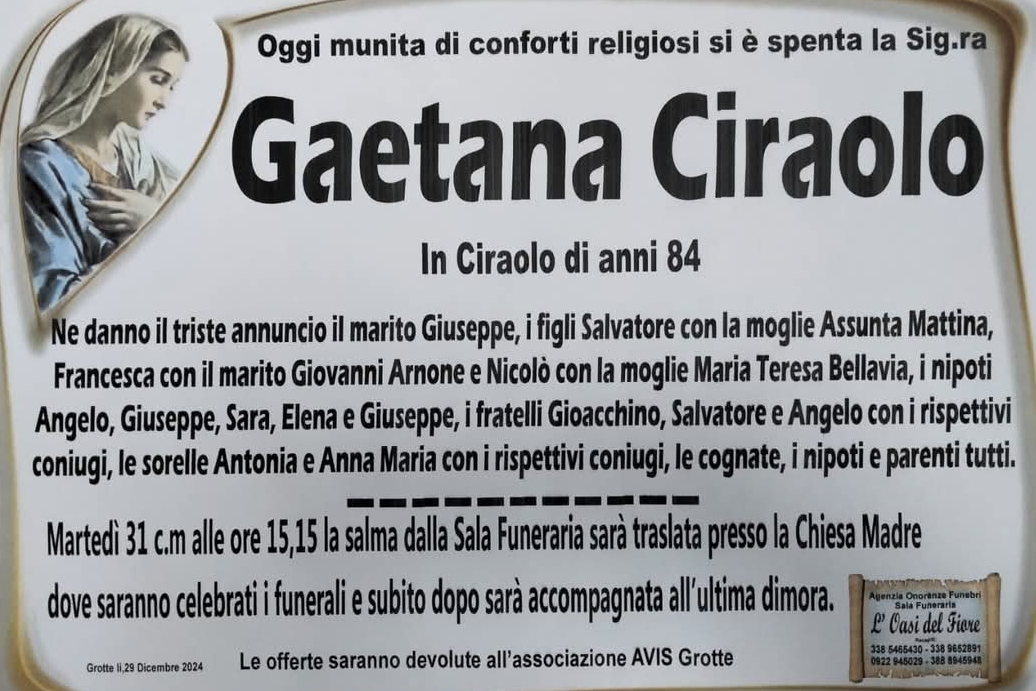 Oggi munita di conforti religiosi si è spenta la Sig.ra
Gaetana Ciraolo
In Ciraolo di anni 84
Ne danno il triste annuncio il marito Giuseppe, i figli Salvatore con la moglie Assunta Mattina,
Francesca con il marito Giovanni Arnone e Nicolò con la moglie Maria Teresa Bellavia, i nipoti
Angelo, Giuseppe, Sara, Elena e Giuseppe, i fratelli Gioacchino, Salvatore e Angelo con i rispettivi
coniugi, le sorelle Antonia e Anna Maria con i rispettivi coniugi, le cognate, i nipoti e parenti tutti.
Martedì 31 c.m alle ore 15,15 la salma dalla Sala Funeraria sarà traslata presso la Chiesa Madre
dove saranno celebrati i funerali e subito dopo sarà accompagnata all'ultima dimora.
Agenzia Onoranze Funebri
Sala Funeraria
L' Oasi del Fiore
338 5465430 - 338 9652891
0922 945029 - 388 8945948
Grotte li,29 Dicembre 2024
Le offerte saranno devolute all'associazione AVIS Grotte